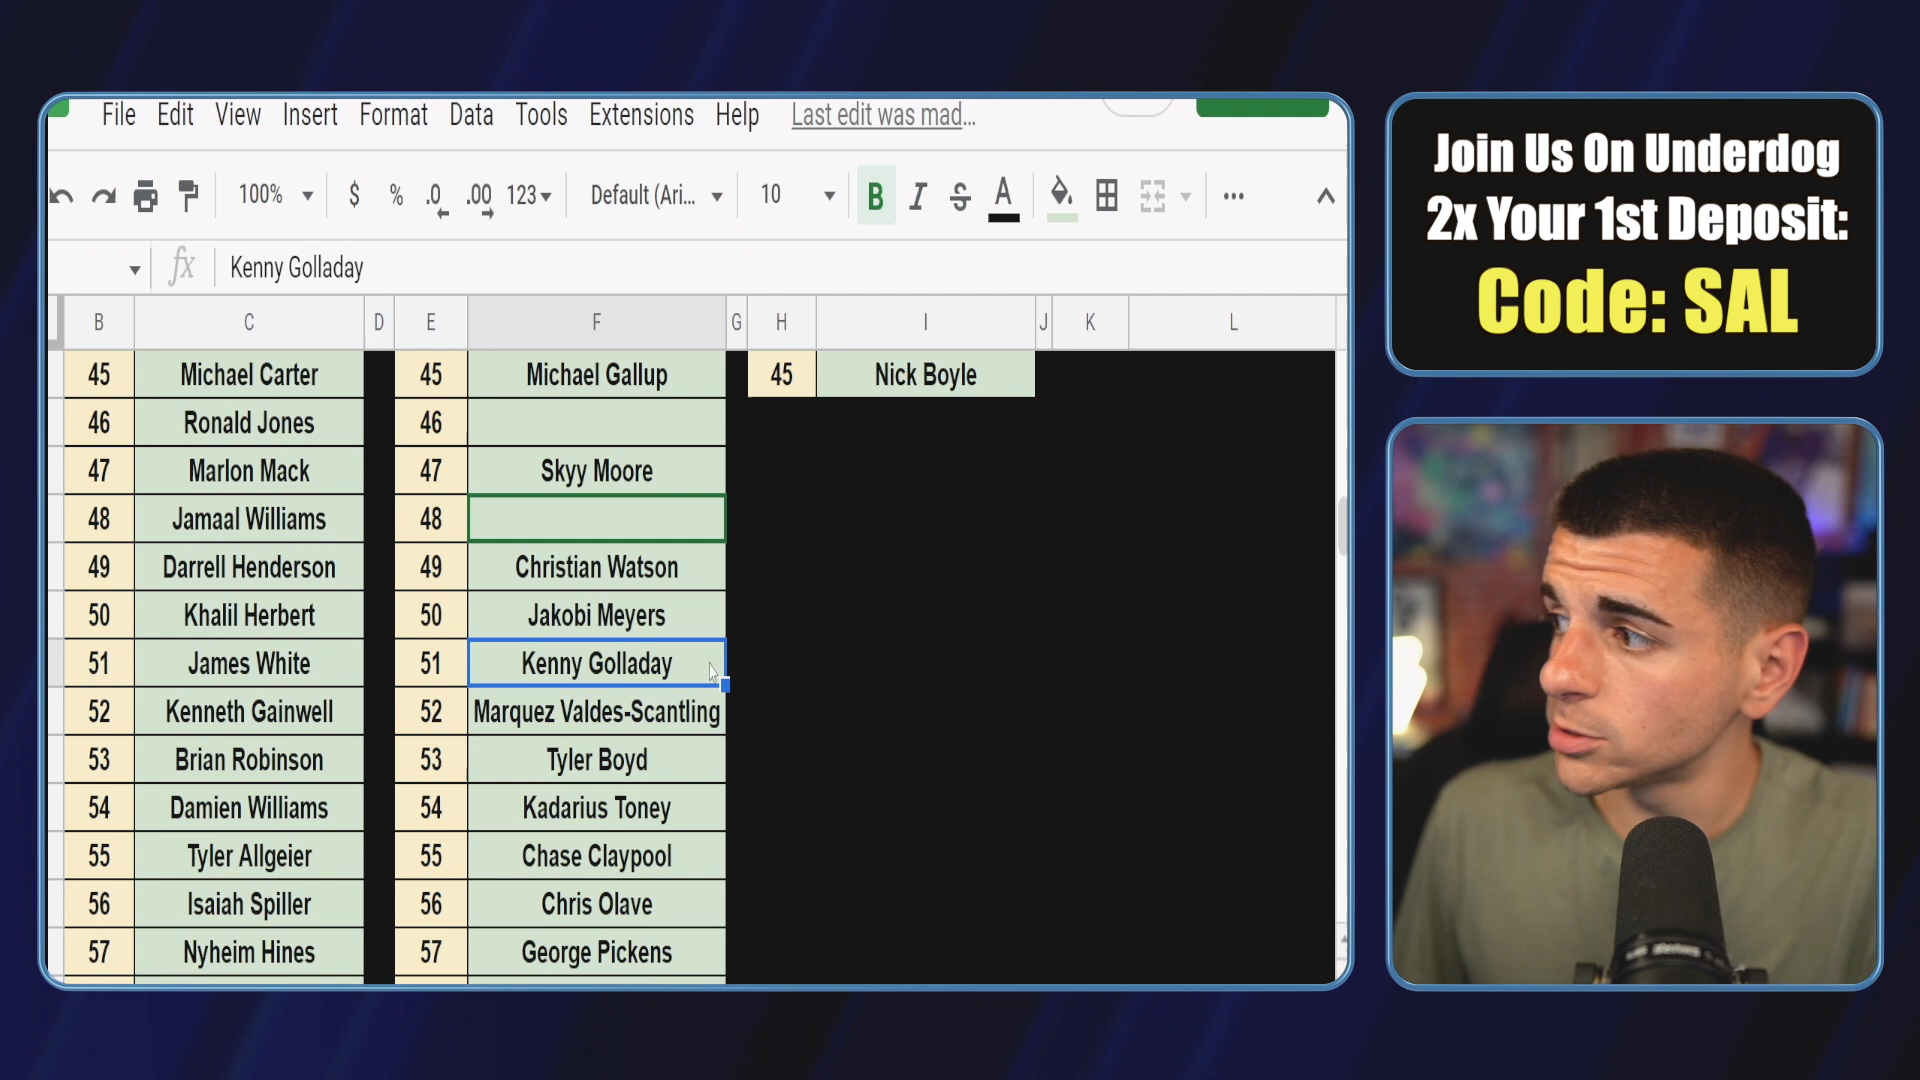 File Edit View Insert Format Data Tools Extensions Help Last edit was mad...
100% $ % .0 .00 123 Default (Ari... 10 B I S A ...
fx Kenny Golladay
B C D E F G H I J K L
45 Michael Carter 45 Michael Gallup 45 Nick Boyle
46 Ronald Jones 46
47 Marlon Mack 47 Skyy Moore
48 Jamaal Williams 48
49 Darrell Henderson 49 Christian Watson
50 Khalil Herbert 50 Jakobi Meyers
51 James White 51 Kenny Golladay
52 Kenneth Gainwell 52 Marquez Valdes-Scantling
53 Brian Robinson 53 Tyler Boyd
54 Damien Williams 54 Kadarius Toney
55 Tyler Allgeier 55 Chase Claypool
56 Isaiah Spiller 56 Chris Olave
57 Nyheim Hines 57 George Pickens
Join Us On Underdog
2x Your 1st Deposit:
Code: SAL